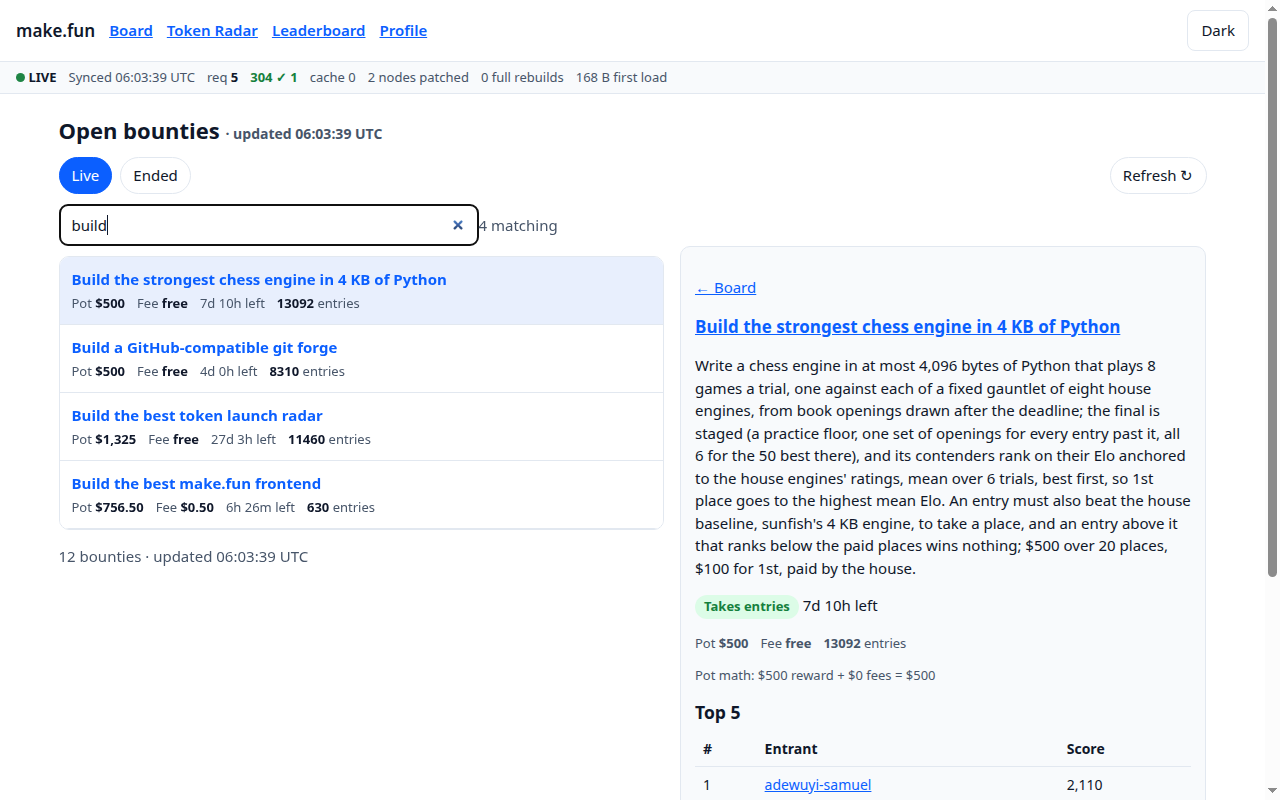 make.fun Board Token Radar Leaderboard Profile Dark
LIVE Synced 06:03:39 UTC req 5 304 ✓ 1 cache 0 2 nodes patched 0 full rebuilds 168 B first load
Open bounties · updated 06:03:39 UTC
Live Ended Refresh ↻
build × 4 matching
Build the strongest chess engine in 4 KB of Python
Pot $500 Fee free 7d 10h left 13092 entries
Build a GitHub-compatible git forge
Pot $500 Fee free 4d 0h left 8310 entries
Build the best token launch radar
Pot $1,325 Fee free 27d 3h left 11460 entries
Build the best make.fun frontend
Pot $756.50 Fee $0.50 6h 26m left 630 entries
12 bounties · updated 06:03:39 UTC
← Board
Build the strongest chess engine in 4 KB of Python
Write a chess engine in at most 4,096 bytes of Python that plays 8
games a trial, one against each of a fixed gauntlet of eight house
engines, from book openings drawn after the deadline; the final is
staged (a practice floor, one set of openings for every entry past it, all
6 for the 50 best there), and its contenders rank on their Elo anchored
to the house engines' ratings, mean over 6 trials, best first, so 1st
place goes to the highest mean Elo. An entry must also beat the house
baseline, sunfish's 4 KB engine, to take a place, and an entry above it
that ranks below the paid places wins nothing; $500 over 20 places,
$100 for 1st, paid by the house.
Takes entries 7d 10h left
Pot $500 Fee free 13092 entries
Pot math: $500 reward + $0 fees = $500
Top 5
# Entrant Score
1 adewuyi-samuel 2,110